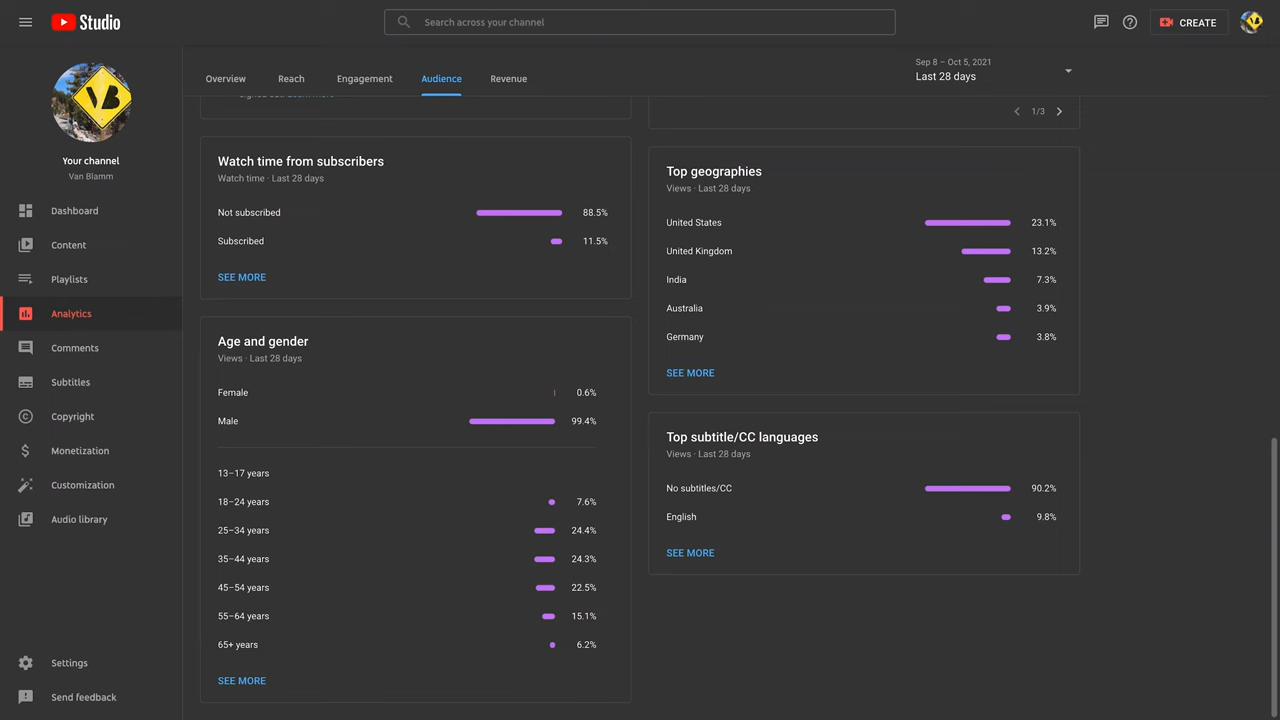 Studio
Search across your channel
CREATE
VB
Your channel
Van Blamm
Dashboard
Content
Playlists
Analytics
Comments
Subtitles
Copyright
Monetization
Customization
Audio library
Settings
Send feedback
Overview
Reach
Engagement
Audience
Revenue
Sep 8 – Oct 5, 2021
Last 28 days
1/3
Watch time from subscribers
Watch time · Last 28 days
Not subscribed 88.5%
Subscribed 11.5%
SEE MORE
Age and gender
Views · Last 28 days
Female 0.6%
Male 99.4%
13–17 years
18–24 years 7.6%
25–34 years 24.4%
35–44 years 24.3%
45–54 years 22.5%
55–64 years 15.1%
65+ years 6.2%
SEE MORE
Top geographies
Views · Last 28 days
United States 23.1%
United Kingdom 13.2%
India 7.3%
Australia 3.9%
Germany 3.8%
SEE MORE
Top subtitle/CC languages
Views · Last 28 days
No subtitles/CC 90.2%
English 9.8%
SEE MORE